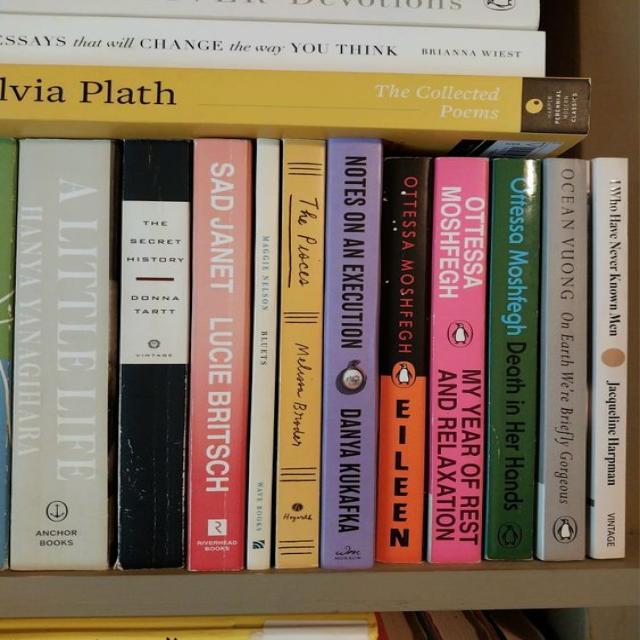 VER Devotions
ESSAYS that will CHANGE the way YOU THINK BRIANNA WIEST
lvia Plath
The Collected
Poems
A LITTLE LIFE
HANYA YANAGIHARA
ANCHOR
BOOKS
THE
SECRET
HISTORY
DONNA
TARTT
VINTAGE
SAD JANET LUCIE BRITSCH
RIVERHEAD
BOOKS
MAGGIE NELSON BLUETS WAVE BOOKS
The Pisces Melissa Broder
Hogarth
NOTES ON AN EXECUTION DANYA KUKAFKA
OTTESSA MOSHFEGH EILEEN
OTTESSA
MOSHFEGH
MY YEAR OF REST
AND RELAXATION
Ottessa Moshfegh Death in Her Hands
OCEAN VUONG On Earth We're Briefly Gorgeous
I Who Have Never Known Men Jacqueline Harpman VINTAGE